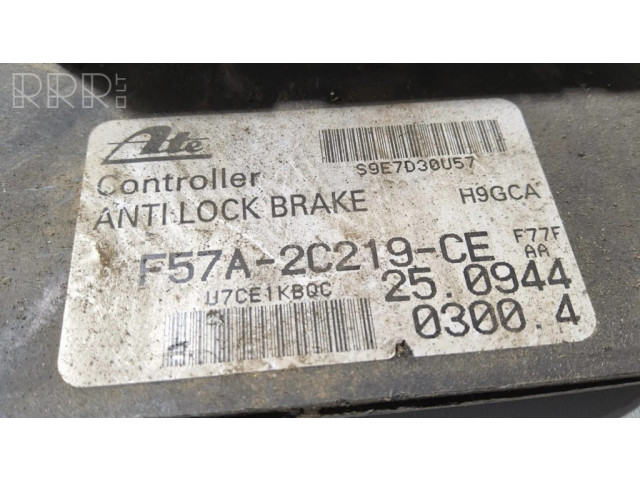 RRR.LT
Ate
S9E7D30U57
Controller
H9GCA
ANTI LOCK BRAKE
F57A-2C219-CE
F77F
AA
U7CE1KBQC
25.0944
0300.4